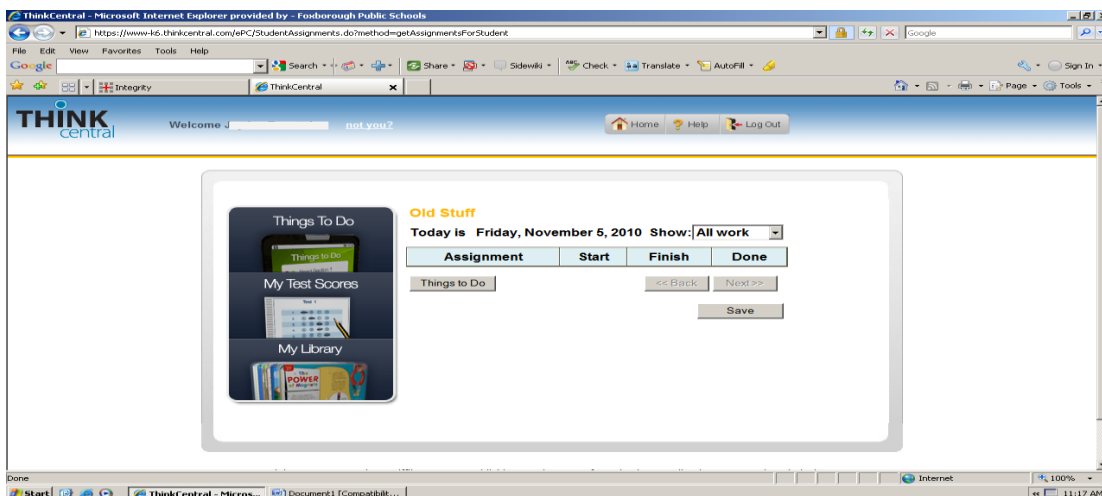 ThinkCentral - Microsoft Internet Explorer provided by - Foxborough Public Schools
https://www-k6.thinkcentral.com/ePC/StudentAssignments.do?method=getAssignmentsForStudent
Google
File Edit View Favorites Tools Help
Google Search Share Sidewiki Check Translate AutoFill Sign In
Integrity ThinkCentral Page Tools
THINK central
Welcome J not you? Home Help Log Out
Things To Do
Things to Do
My Test Scores
Test 1
My Library
The POWER of Magnets
Old Stuff
Today is Friday, November 5, 2010 Show: All work
Assignment Start Finish Done
Things to Do << Back Next >>
Save
Done Internet 100%
Start ThinkCentral - Micros... Document1 [Compatibilit... 11:17 AM